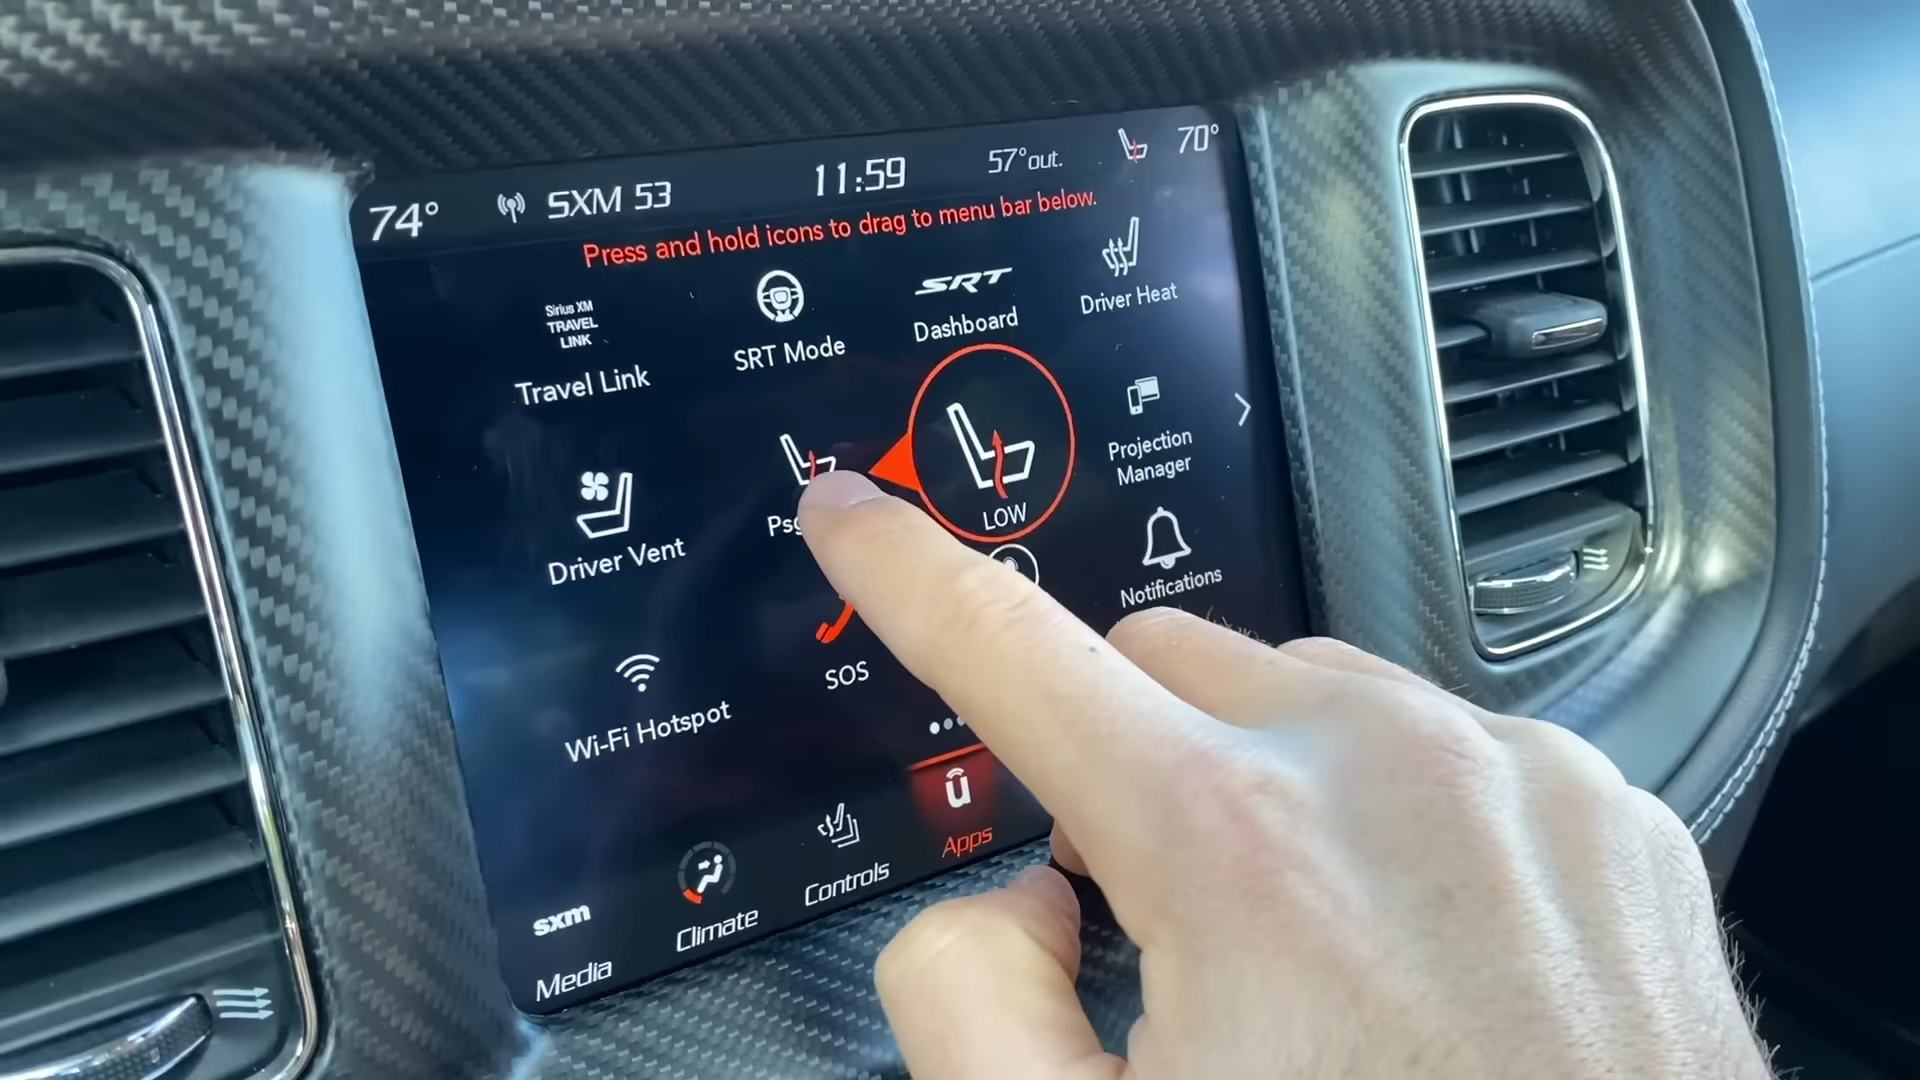 74° SXM 53 11:59 57°out. 70°
Press and hold icons to drag to menu bar below.
Sirius XM
TRAVEL
LINK
Travel Link
SRT Mode
SRT
Dashboard
Driver Heat
Driver Vent
LOW
Projection
Manager
Wi-Fi Hotspot
SOS
Notifications
sxm
Media
Climate
Controls
Apps